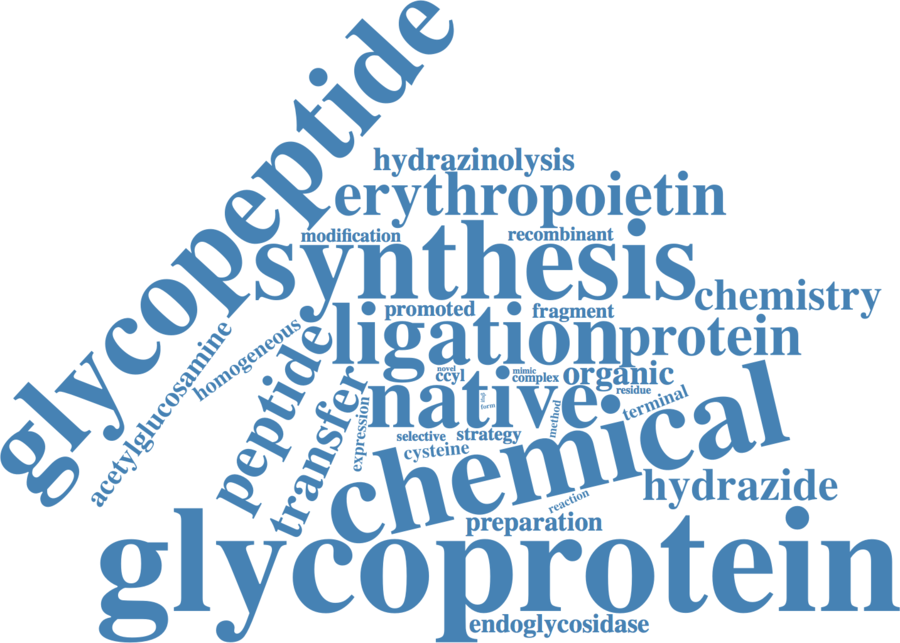 glycopeptide
hydrazinolysis
erythropoietin
modification
recombinant
synthesis
chemistry
promoted
fragment
ligation
protein
acetylglucosamine
homogeneous
peptide
transfer
expression
novel
ccyl
mimic
complex
organic
residue
native
form
method
terminal
selective
strategy
cysteine
chemical
hydrazide
reaction
preparation
glycoprotein
endoglycosidase